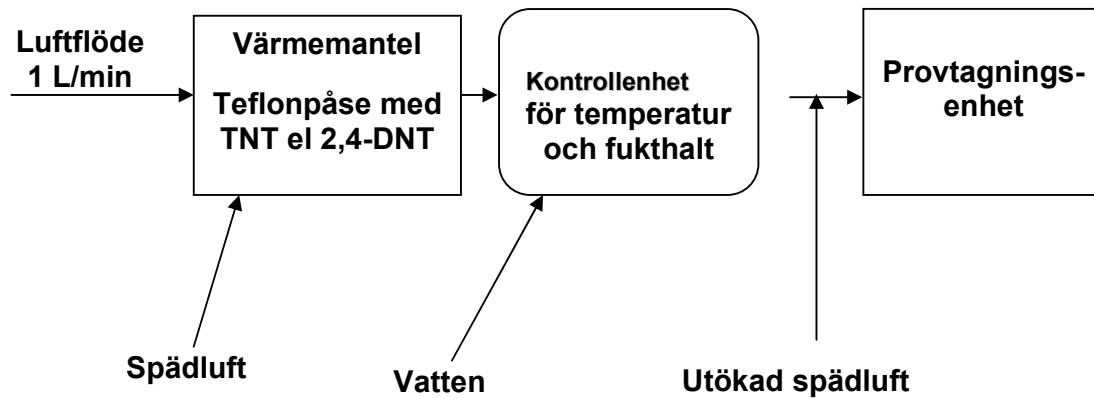 Luftflöde
1 L/min
Värmemantel
Teflonpåse med
TNT el 2,4-DNT
Kontrollenhet
för temperatur
och fukthalt
Provtagnings-
enhet
Spädluft
Vatten
Utökad spädluft